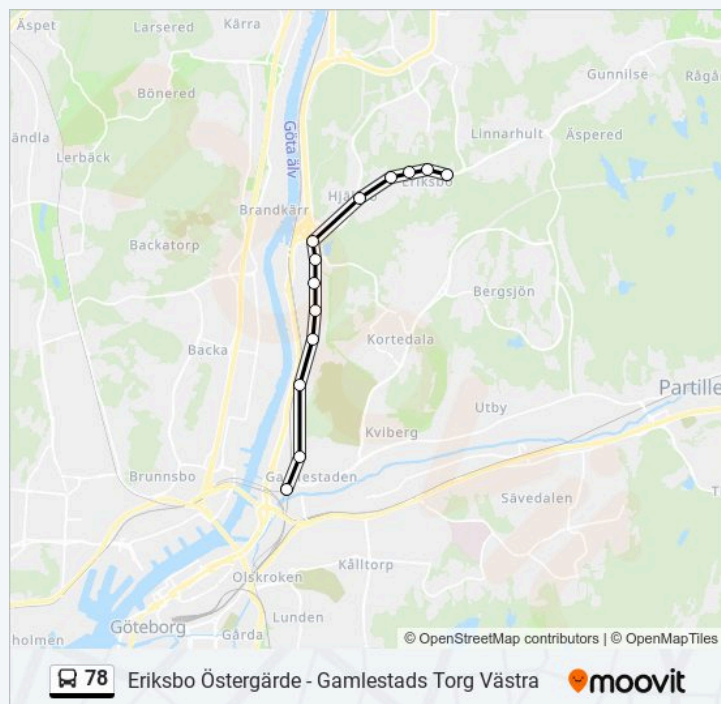 Äspet
Larsered
Kärra
Gunnilse
Rågår
Bönered
Linnarhult
Äspered
Göta älv
Lerbäck
Eriksbo
Brandkärr
Backatorp
Bergsjön
Kortedala
Backa
Partille
Utby
Kviberg
Brunnsbo
Gamlestaden
Sävedalen
Kålltorp
Olskroken
Lunden
Göteborg
Gårda
holmen
© OpenStreetMap contributors | © OpenMapTiles
78 Eriksbo Östergärde - Gamlestads Torg Västra
moovit